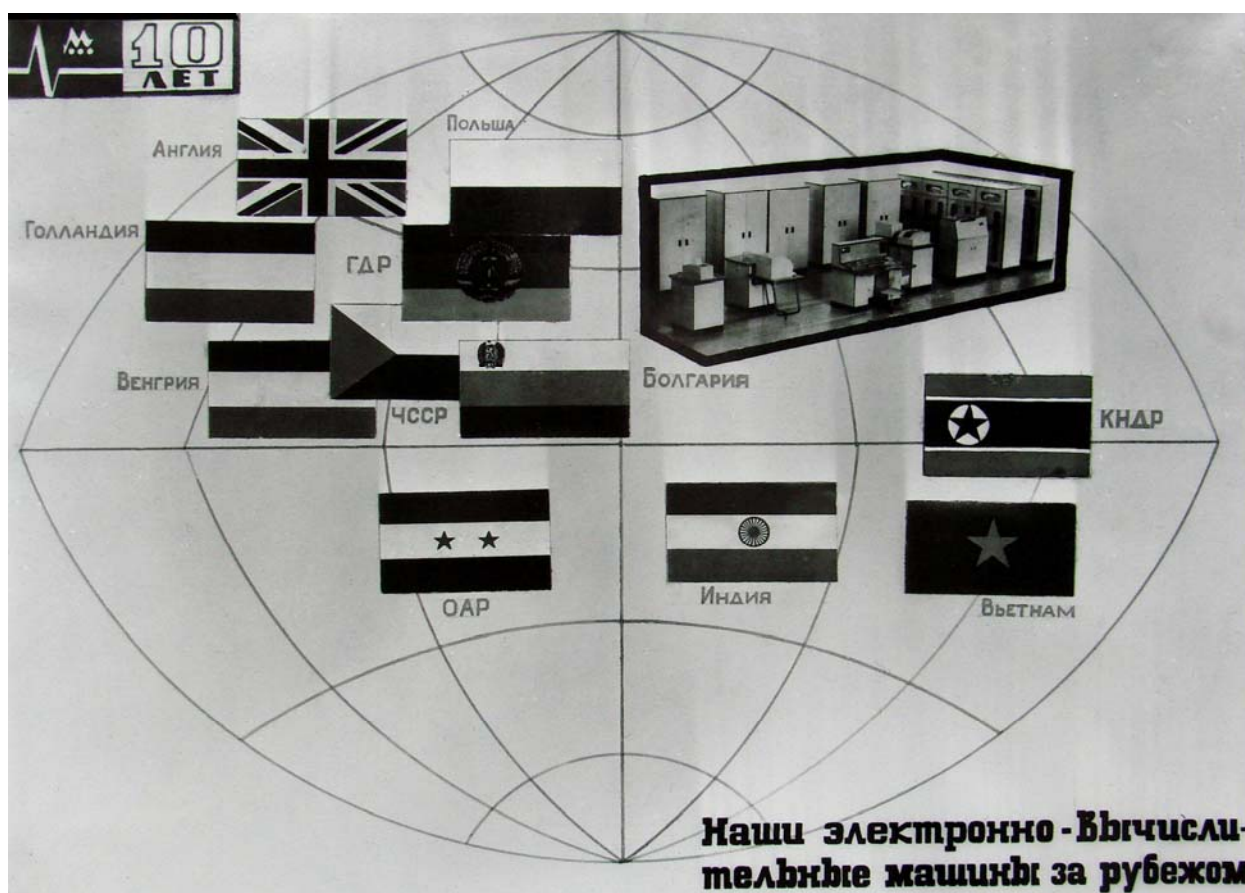 10
ЛЕТ
Англия
Польша
Голландия
ГДР
Венгрия
ЧССР
Болгария
КНДР
ОАР
Индия
Вьетнам
Наши электронно-вычисли-
тельные машины за рубежом